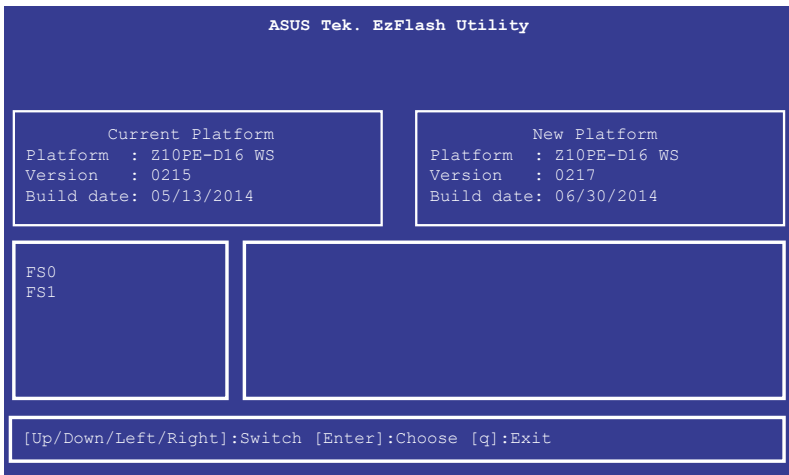 ASUS Tek. EzFlash Utility
Current Platform
Platform : Z10PE-D16 WS
Version : 0215
Build date: 05/13/2014
New Platform
Platform : Z10PE-D16 WS
Version : 0217
Build date: 06/30/2014
FS0
FS1
[Up/Down/Left/Right]:Switch [Enter]:Choose [q]:Exit